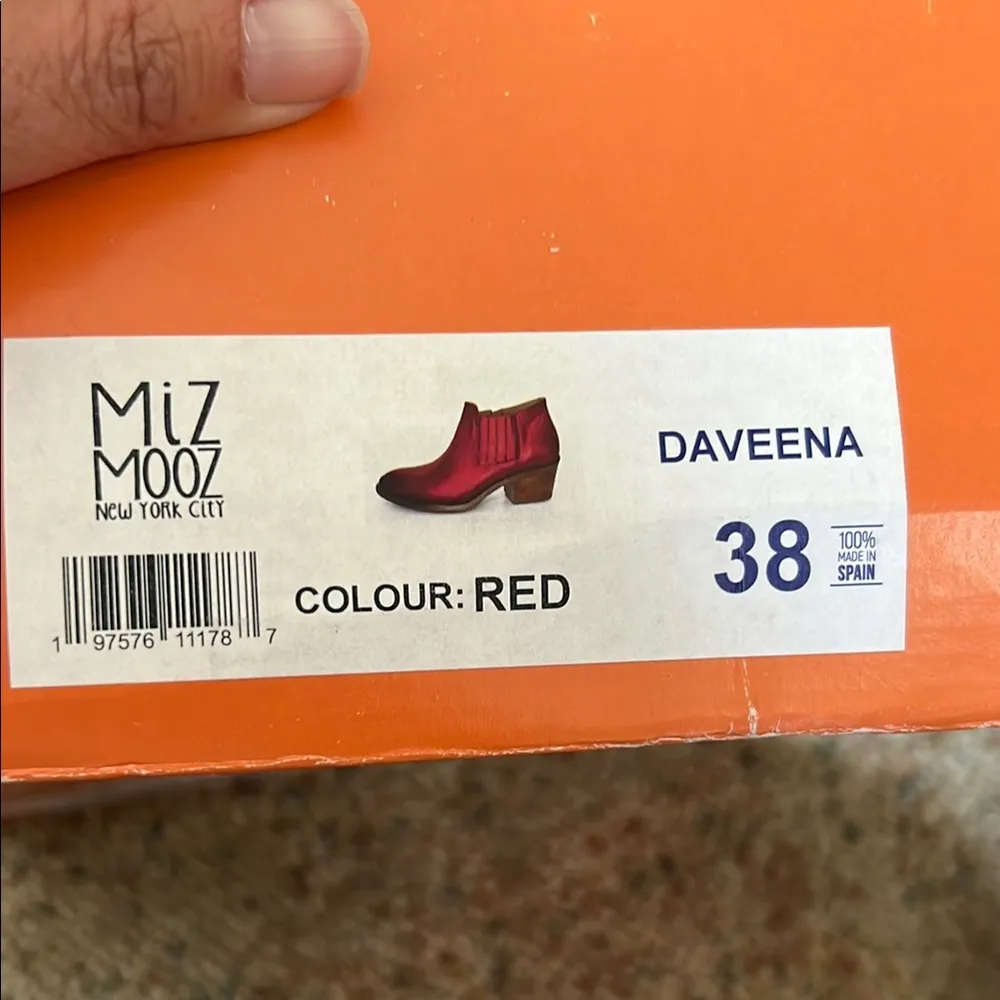 MiZ
MOOZ
NEW YORK CITY
1 97576 11178 7
COLOUR: RED
DAVEENA
38
100%
MADE IN
SPAIN